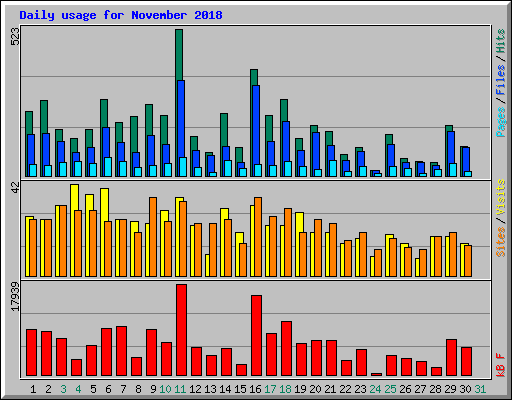 Daily usage for November 2018
523
42
17939
Pages / Files / Hits
Sites / Visits
kB F
1 2 3 4 5 6 7 8 9 10 11 12 13 14 15 16 17 18 19 20 21 22 23 24 25 26 27 28 29 30 31